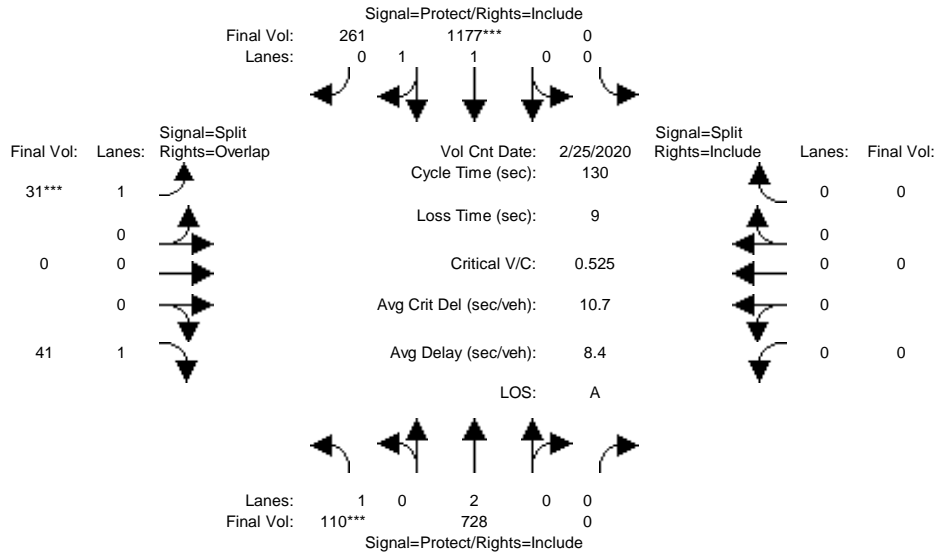 Signal=Protect/Rights=Include
Final Vol: 261 1177*** 0
Lanes: 0 1 1 0 0
Signal=Split Signal=Split
Final Vol: Lanes: Rights=Overlap Vol Cnt Date: 2/25/2020 Rights=Include Lanes: Final Vol:
Cycle Time (sec): 130
31*** 1 0 0
Loss Time (sec): 9
0 0
0 0 Critical V/C: 0.525 0 0
0 Avg Crit Del (sec/veh): 10.7 0
41 1 Avg Delay (sec/veh): 8.4 0 0
LOS: A
Lanes: 1 0 2 0 0
Final Vol: 110*** 728 0
Signal=Protect/Rights=Include